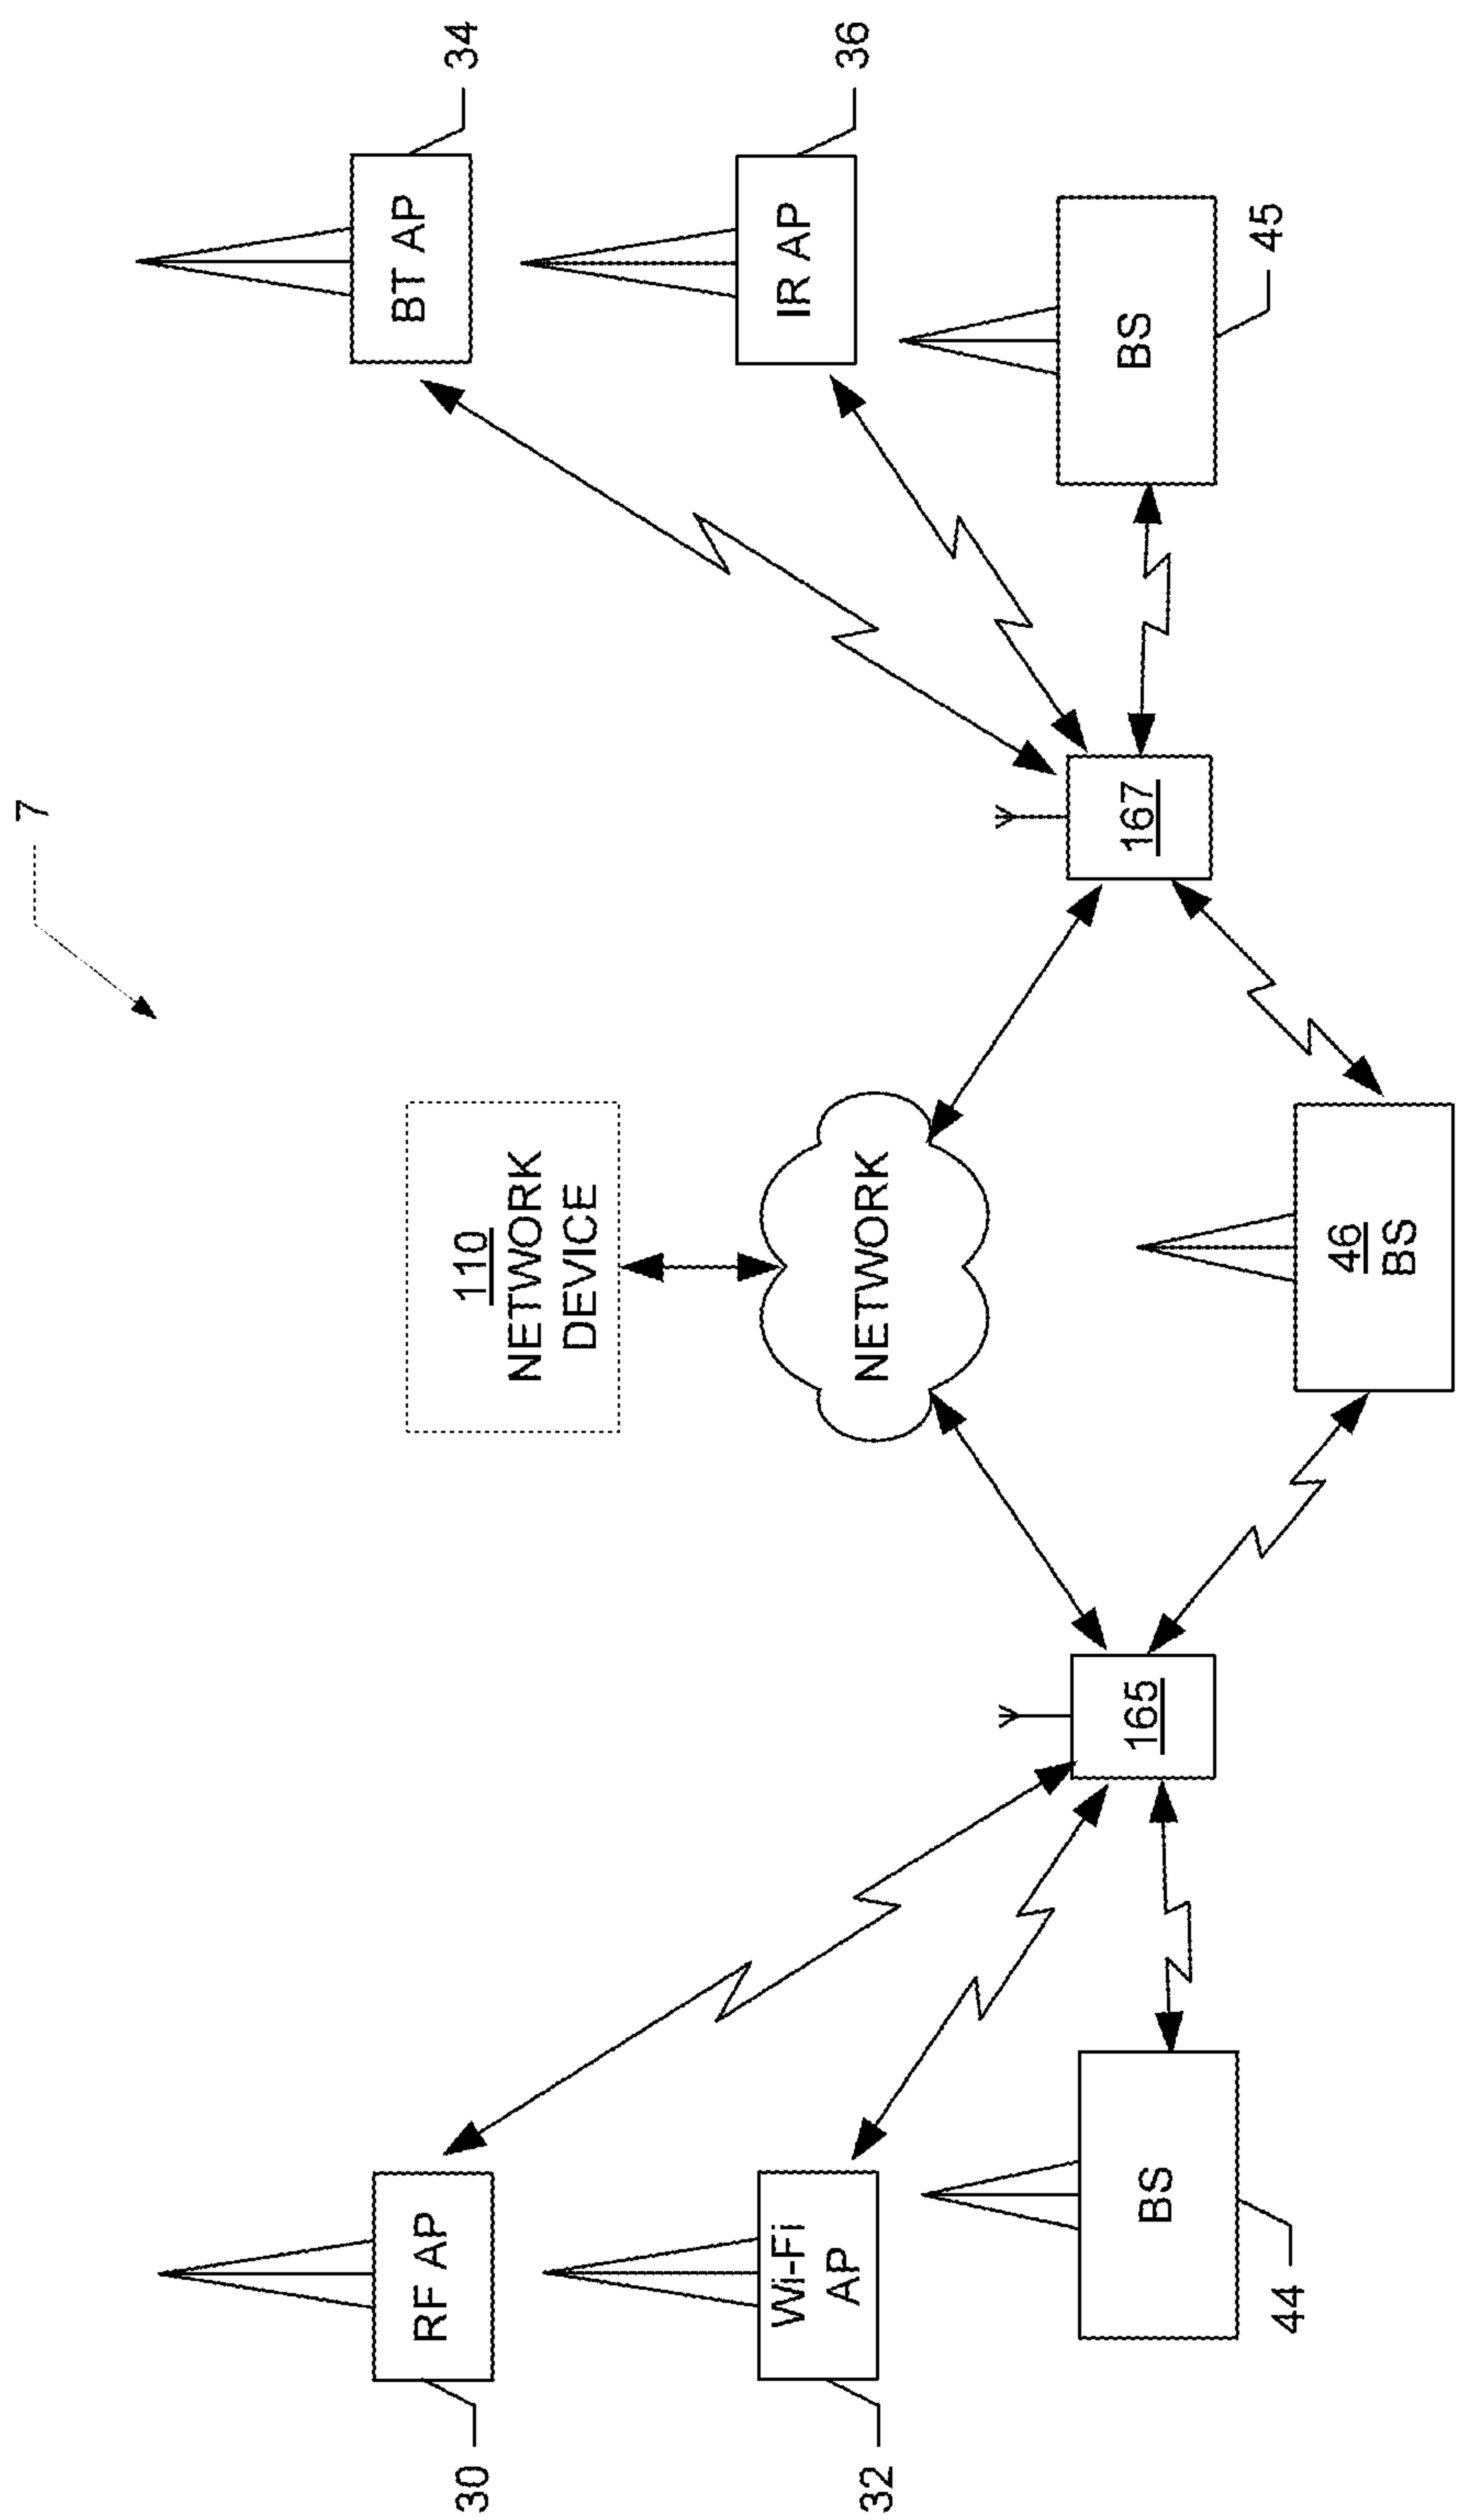 7
110
NETWORK
DEVICE
RF AP
30
BT AP
34
Wi-Fi
AP
32
NETWORK
IR AP
36
BS
44
165
167
BS
45
46
BS